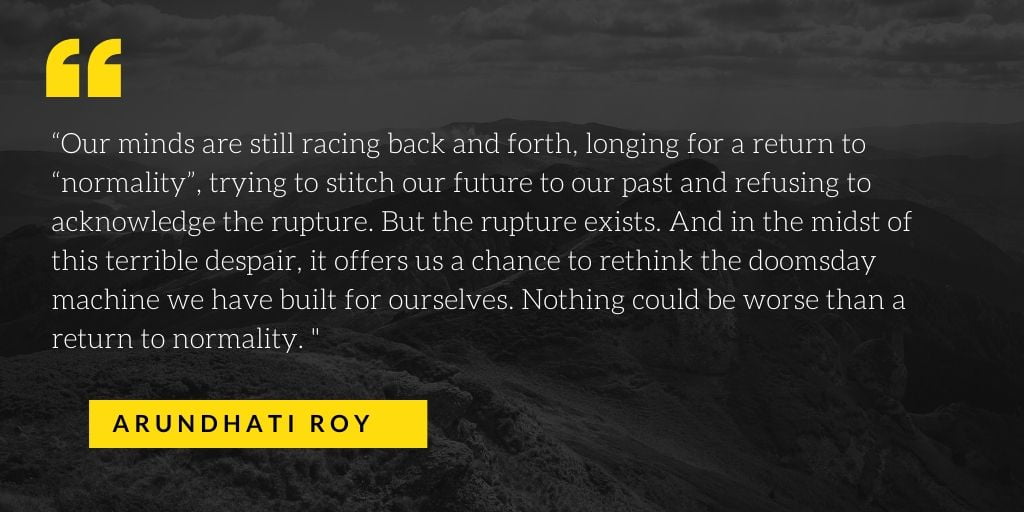 “Our minds are still racing back and forth, longing for a return to
“normality”, trying to stitch our future to our past and refusing to
acknowledge the rupture. But the rupture exists. And in the midst of
this terrible despair, it offers us a chance to rethink the doomsday
machine we have built for ourselves. Nothing could be worse than a
return to normality. "
ARUNDHATI ROY